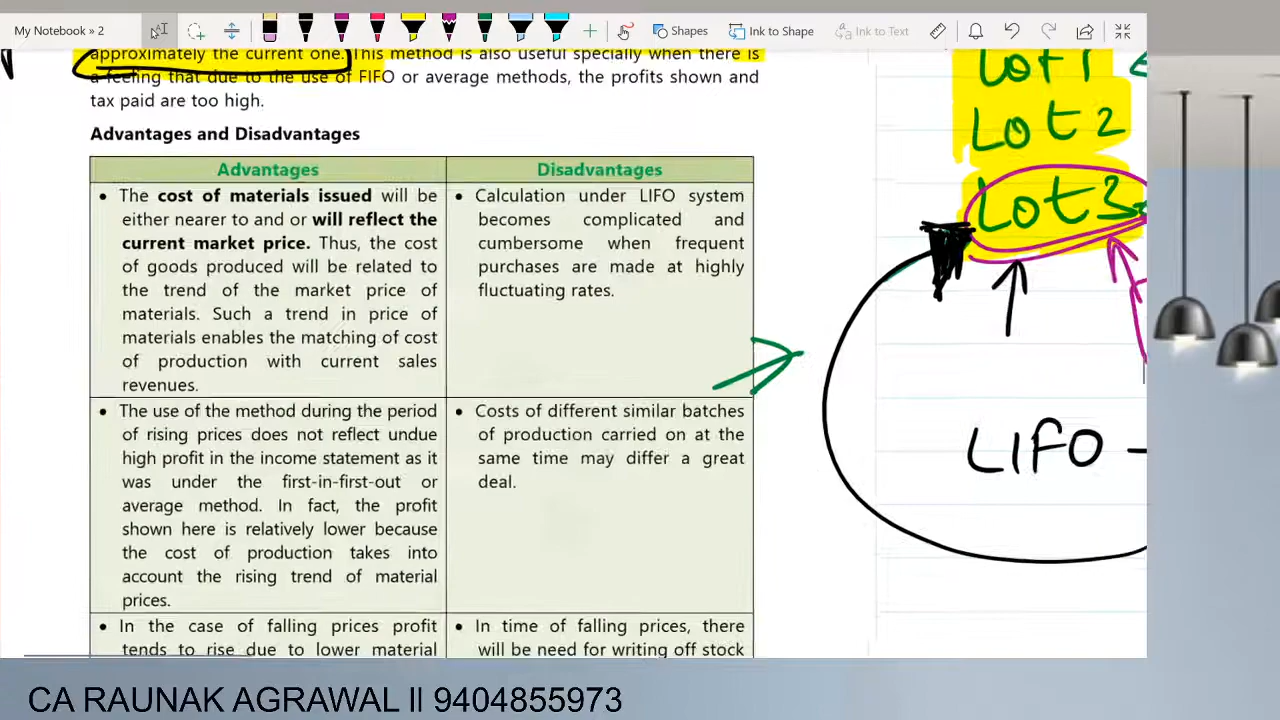 My Notebook » 2
Shapes
Ink to Shape
Ink to Text
approximately the current one. This method is also useful specially when there is
a feeling that due to the use of FIFO or average methods, the profits shown and
tax paid are too high.
Advantages and Disadvantages
Advantages
Disadvantages
• The cost of materials issued will be
either nearer to and or will reflect the
current market price. Thus, the cost
of goods produced will be related to
the trend of the market price of
materials. Such a trend in price of
materials enables the matching of cost
of production with current sales
revenues.
• Calculation under LIFO system
becomes complicated and
cumbersome when frequent
purchases are made at highly
fluctuating rates.
• The use of the method during the period
of rising prices does not reflect undue
high profit in the income statement as it
was under the first-in-first-out or
average method. In fact, the profit
shown here is relatively lower because
the cost of production takes into
account the rising trend of material
prices.
• Costs of different similar batches
of production carried on at the
same time may differ a great
deal.
• In the case of falling prices profit
tends to rise due to lower material
• In time of falling prices, there
will be need for writing off stock
Lot 1
Lot 2
Lot 3
LIFO -
CA RAUNAK AGRAWAL ll 9404855973